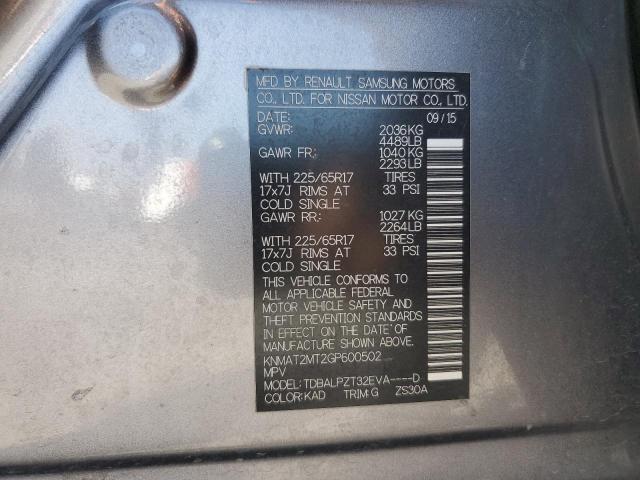 MFD BY RENAULT SAMSUNG MOTORS
CO., LTD. FOR NISSAN MOTOR CO., LTD.
DATE: 09/15
GVWR: 2036KG
4489LB
GAWR FR: 1040KG
2293LB
WITH 225/65R17 TIRES
17x7J RIMS AT 33 PSI
COLD SINGLE
GAWR RR: 1027KG
2264LB
WITH 225/65R17 TIRES
17x7J RIMS AT 33 PSI
COLD SINGLE
THIS VEHICLE CONFORMS TO
ALL APPLICABLE FEDERAL
MOTOR VEHICLE SAFETY AND
THEFT PREVENTION STANDARDS
IN EFFECT ON THE DATE OF
MANUFACTURE SHOWN ABOVE.
KNMAT2MT2GP600502
MPV
MODEL: TDBALPZT32EVA----D
COLOR: KAD TRIM: G ZS30A